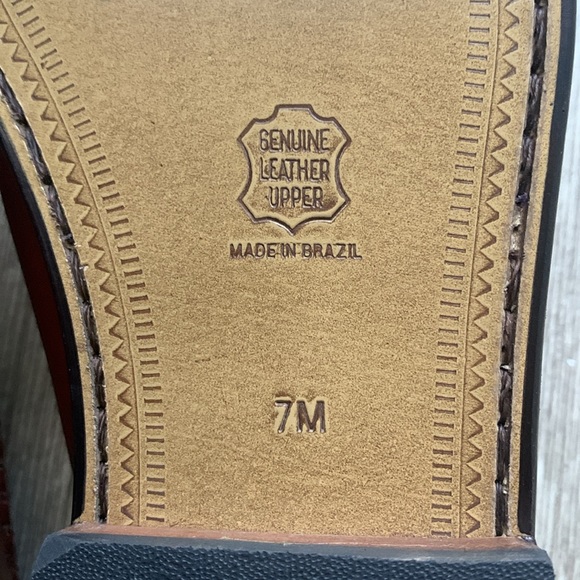 GENUINE
LEATHER
UPPER
MADE IN BRAZIL
7M